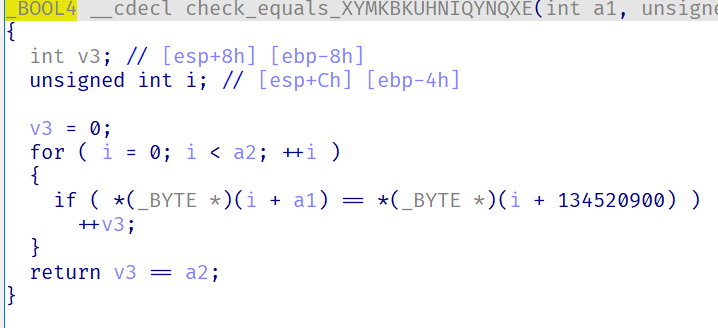 _BOOL4 __cdecl check_equals_XYMKBKUHNIQYNQXE(int a1, unsigne
{
int v3; // [esp+8h] [ebp-8h]
unsigned int i; // [esp+Ch] [ebp-4h]
v3 = 0;
for ( i = 0; i < a2; ++i )
{
if ( *(_BYTE *)(i + a1) == *(_BYTE *)(i + 134520900) )
++v3;
}
return v3 == a2;
}